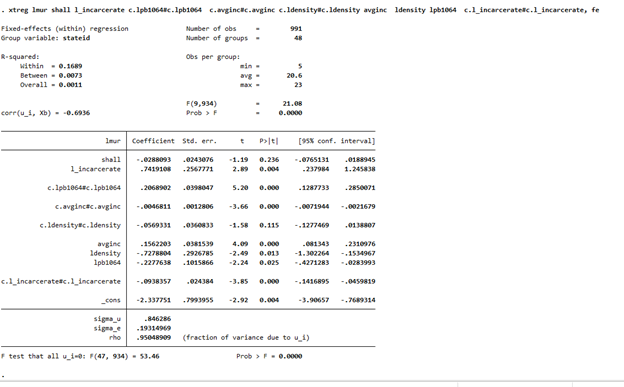 . xtreg lmur shall l_incarcerate c.lpb1064#c.lpb1064  c.avginc#c.avginc c.ldensity#c.ldensity avginc  ldensity lpb1064  c.l_incarcerate#c.l_incarcerate, fe
Fixed-effects (within) regression Number of obs = 991
Group variable: stateid Number of groups = 48
R-squared: Obs per group:
Within = 0.1689 min = 5
Between = 0.0073 avg = 20.6
Overall = 0.0011 max = 23
F(9,934) = 21.08
corr(u_i, Xb) = -0.6936 Prob > F = 0.0000
lmur Coefficient Std. err. t P>|t| [95% conf. interval]
shall -.0288093 .0243076 -1.19 0.236 -.0765131 .0188945
l_incarcerate .7419108 .2567771 2.89 0.004 .237984 1.245838
c.lpb1064#c.lpb1064 .2068902 .0398047 5.20 0.000 .1287733 .2850071
c.avginc#c.avginc -.0046811 .0012806 -3.66 0.000 -.0071944 -.0021679
c.ldensity#c.ldensity -.0569331 .0360833 -1.58 0.115 -.1277469 .0138807
avginc .1562203 .0381539 4.09 0.000 .081343 .2310976
ldensity -.7278804 .2926785 -2.49 0.013 -1.302264 -.1534967
lpb1064 -.2277638 .1015866 -2.24 0.025 -.4271283 -.0283993
c.l_incarcerate#c.l_incarcerate -.0938357 .024384 -3.85 0.000 -.1416895 -.0459819
_cons -2.337751 .7993955 -2.92 0.004 -3.90657 -.7689314
sigma_u .846286
sigma_e .19314969
rho .95048909 (fraction of variance due to u_i)
F test that all u_i=0: F(47, 934) = 53.46 Prob > F = 0.0000
.